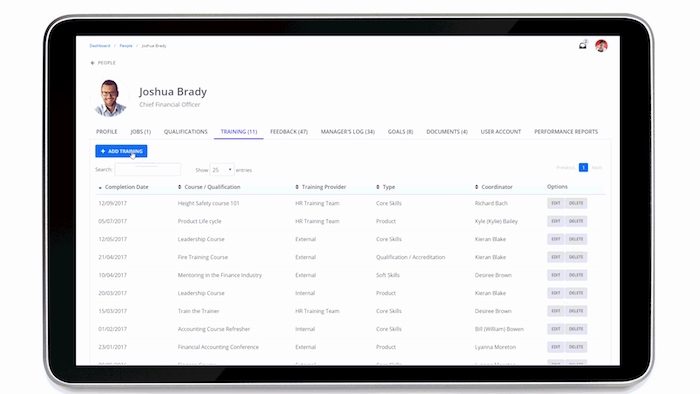 Dashboard / People / Joshua Brady
PEOPLE
Joshua Brady
Chief Financial Officer
PROFILE JOBS (1) QUALIFICATIONS TRAINING (11) FEEDBACK (47) MANAGER'S LOG (34) GOALS (8) DOCUMENTS (4) USER ACCOUNT PERFORMANCE REPORTS
+ ADD TRAINING
Search: Show 25 entries Previous 1 Next
Completion Date Course / Qualification Training Provider Type Coordinator Options
12/09/2017 Height Safety course 101 HR Training Team Core Skills Richard Bach EDIT DELETE
05/07/2017 Product Life cycle HR Training Team Product Kyle (Kylie) Bailey EDIT DELETE
12/05/2017 Leadership Course External Core Skills Kieran Blake EDIT DELETE
21/04/2017 Fire Training Course External Qualification / Accreditation Kieran Blake EDIT DELETE
10/04/2017 Mentoring in the Finance Industry External Soft Skills Desiree Brown EDIT DELETE
20/03/2017 Leadership Course Internal Product Kieran Blake EDIT DELETE
15/03/2017 Train the Trainer HR Training Team Core Skills Desiree Brown EDIT DELETE
01/02/2017 Accounting Course Refresher Internal Core Skills Bill (William) Bowen EDIT DELETE
23/01/2017 Financial Accounting Conference External Product Lyanna Moreton EDIT DELETE